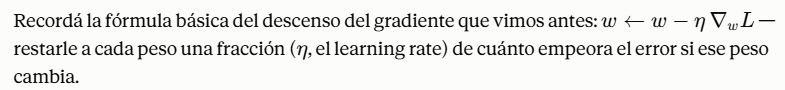 Recordá la fórmula básica del descenso del gradiente que vimos antes: w ← w − η ∇_w L —
restarle a cada peso una fracción (η, el learning rate) de cuánto empeora el error si ese peso
cambia.